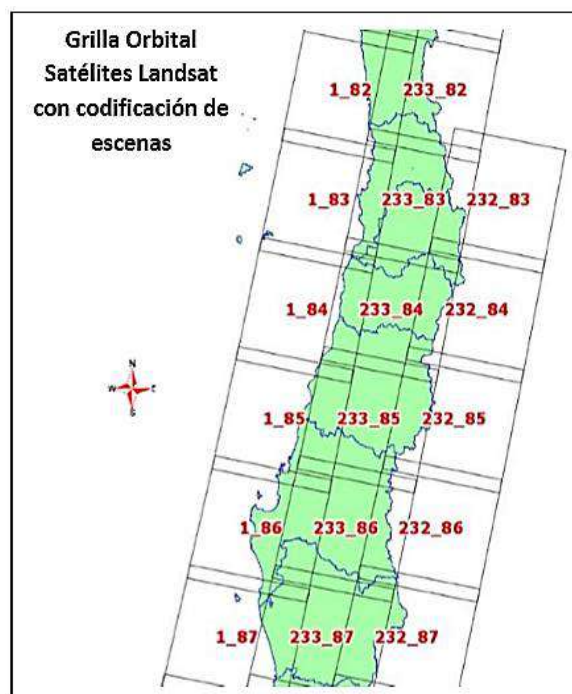 Grilla Orbital
Satélites Landsat
con codificación de
escenas
1_82 233_82
1_83 233_83 232_83
1_84 233_84 232_84
N
W E
S
1_85 233_85 232_85
1_86 233_86 232_86
1_87 233_87 232_87